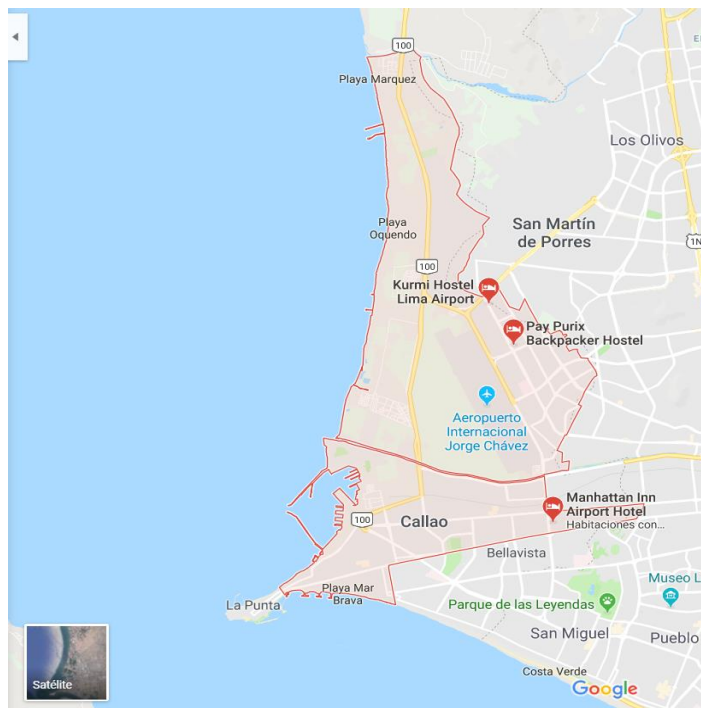 100
Playa Marquez
Los Olivos
Playa
Oquendo
San Martín
de Porres
1N
100
Kurmi Hostel
Lima Airport
Pay Purix
Backpacker Hostel
Aeropuerto
Internacional
Jorge Chávez
Manhattan Inn
Airport Hotel
Habitaciones con...
100
Callao
Bellavista
Playa Mar
Brava
La Punta
Parque de las Leyendas
Museo L
San Miguel
Pueblo
Costa Verde
Satélite
Google